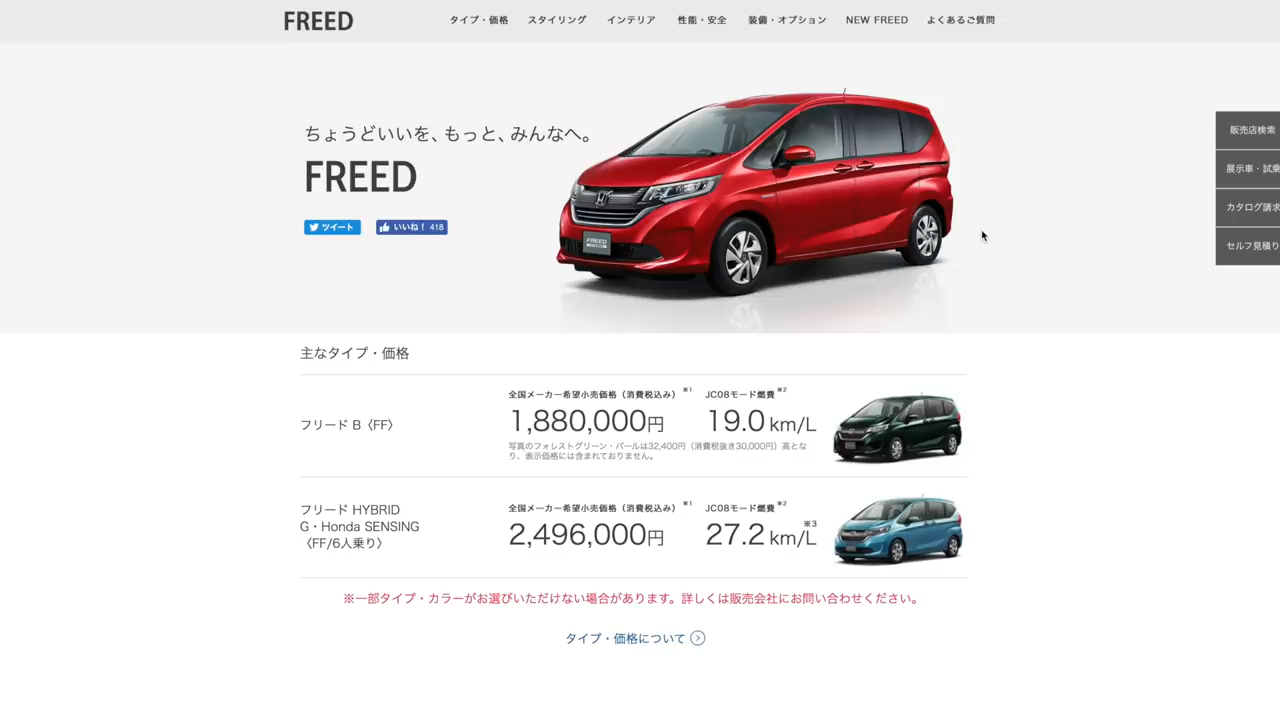 FREED
タイプ・価格 スタイリング インテリア 性能・安全 装備・オプション NEW FREED よくあるご質問
ちょうどいいを、もっと、みんなへ。
FREED
ツイート いいね！ 418
FREED
販売店検索
展示車・試乗
カタログ請求
セルフ見積り
主なタイプ・価格
フリード B〈FF〉
全国メーカー希望小売価格（消費税込み）※1 JC08モード燃費※2
1,880,000円 19.0 km/L
写真のフォレストグリーン・パールは32,400円（消費税抜き30,000円）高とな
り、表示価格には含まれておりません。
フリード HYBRID
G・Honda SENSING
〈FF/6人乗り〉
全国メーカー希望小売価格（消費税込み）※1 JC08モード燃費※2
2,496,000円 27.2 km/L ※3
※一部タイプ・カラーがお選びいただけない場合があります。詳しくは販売会社にお問い合わせください。
タイプ・価格について